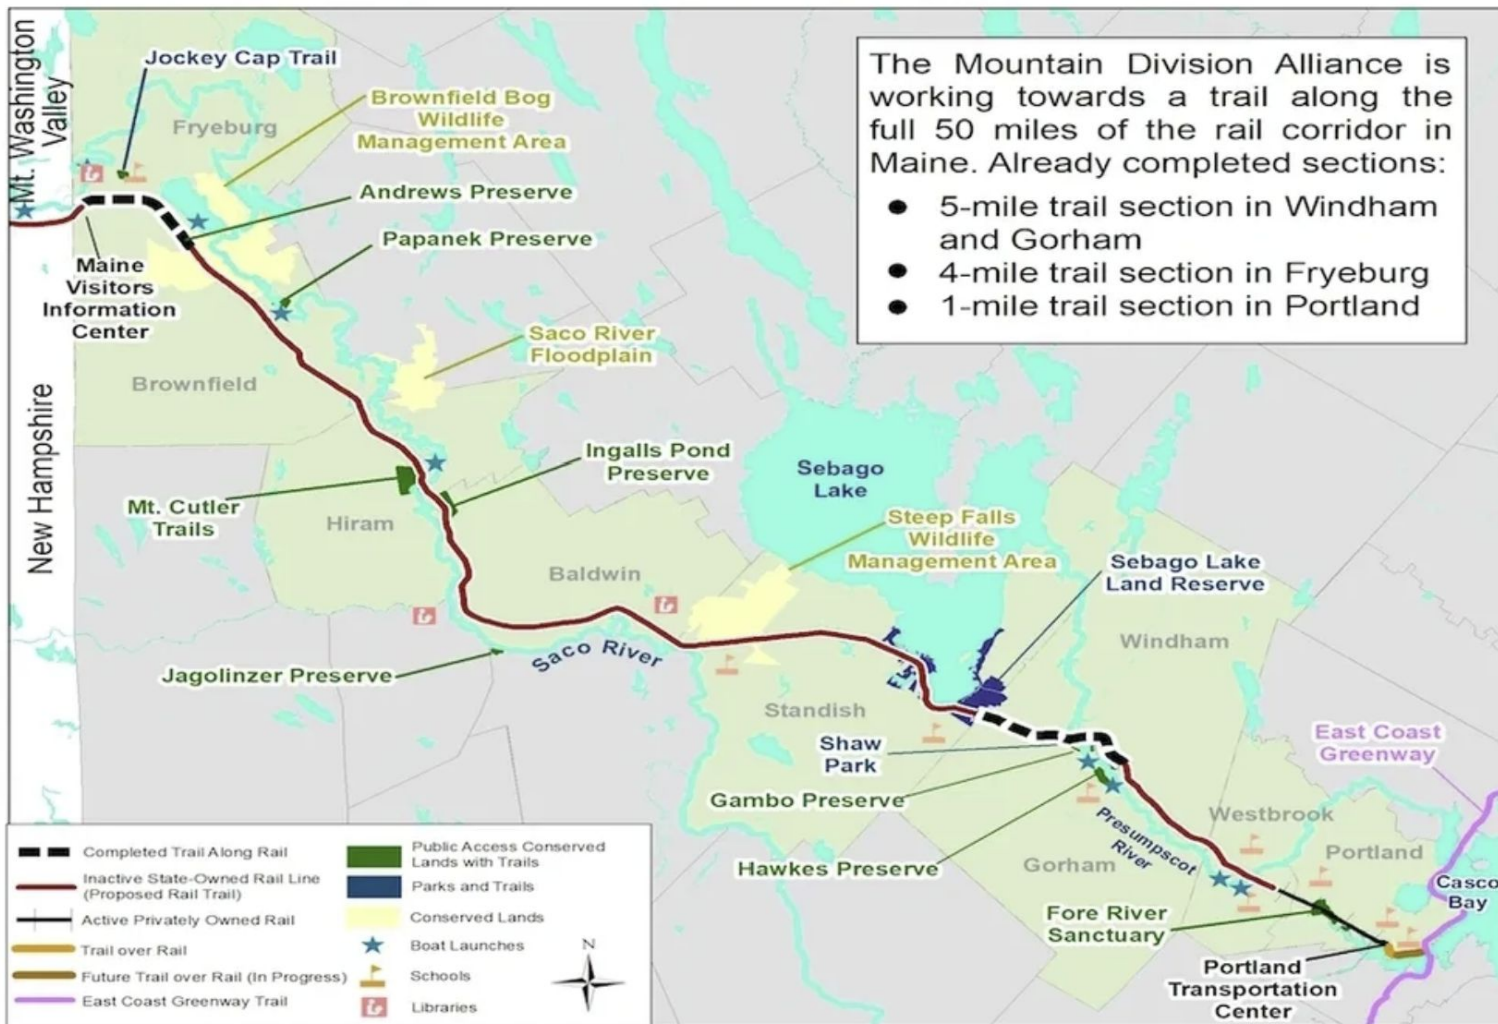 Mt. Washington
Valley
Jockey Cap Trail
Fryeburg
Brownfield Bog
Wildlife
Management Area
Andrews Preserve
Papanek Preserve
Maine
Visitors
Information
Center
The Mountain Division Alliance is
working towards a trail along the
full 50 miles of the rail corridor in
Maine. Already completed sections:
● 5-mile trail section in Windham
and Gorham
● 4-mile trail section in Fryeburg
● 1-mile trail section in Portland
Saco River
Floodplain
Brownfield
New Hampshire
Ingalls Pond
Preserve
Sebago
Lake
Mt. Cutler
Trails
Hiram
Steep Falls
Wildlife
Management Area
Sebago Lake
Land Reserve
Baldwin
Windham
Saco River
Jagolinzer Preserve
Standish
Shaw
Park
East Coast
Greenway
Gambo Preserve
Presumpscot
River
Westbrook
Hawkes Preserve
Gorham
Portland
Casco
Bay
Fore River
Sanctuary
Portland
Transportation
Center
Completed Trail Along Rail
Inactive State-Owned Rail Line
(Proposed Rail Trail)
Active Privately Owned Rail
Trail over Rail
Future Trail over Rail (In Progress)
East Coast Greenway Trail
Public Access Conserved
Lands with Trails
Parks and Trails
Conserved Lands
Boat Launches
Schools
Libraries
N